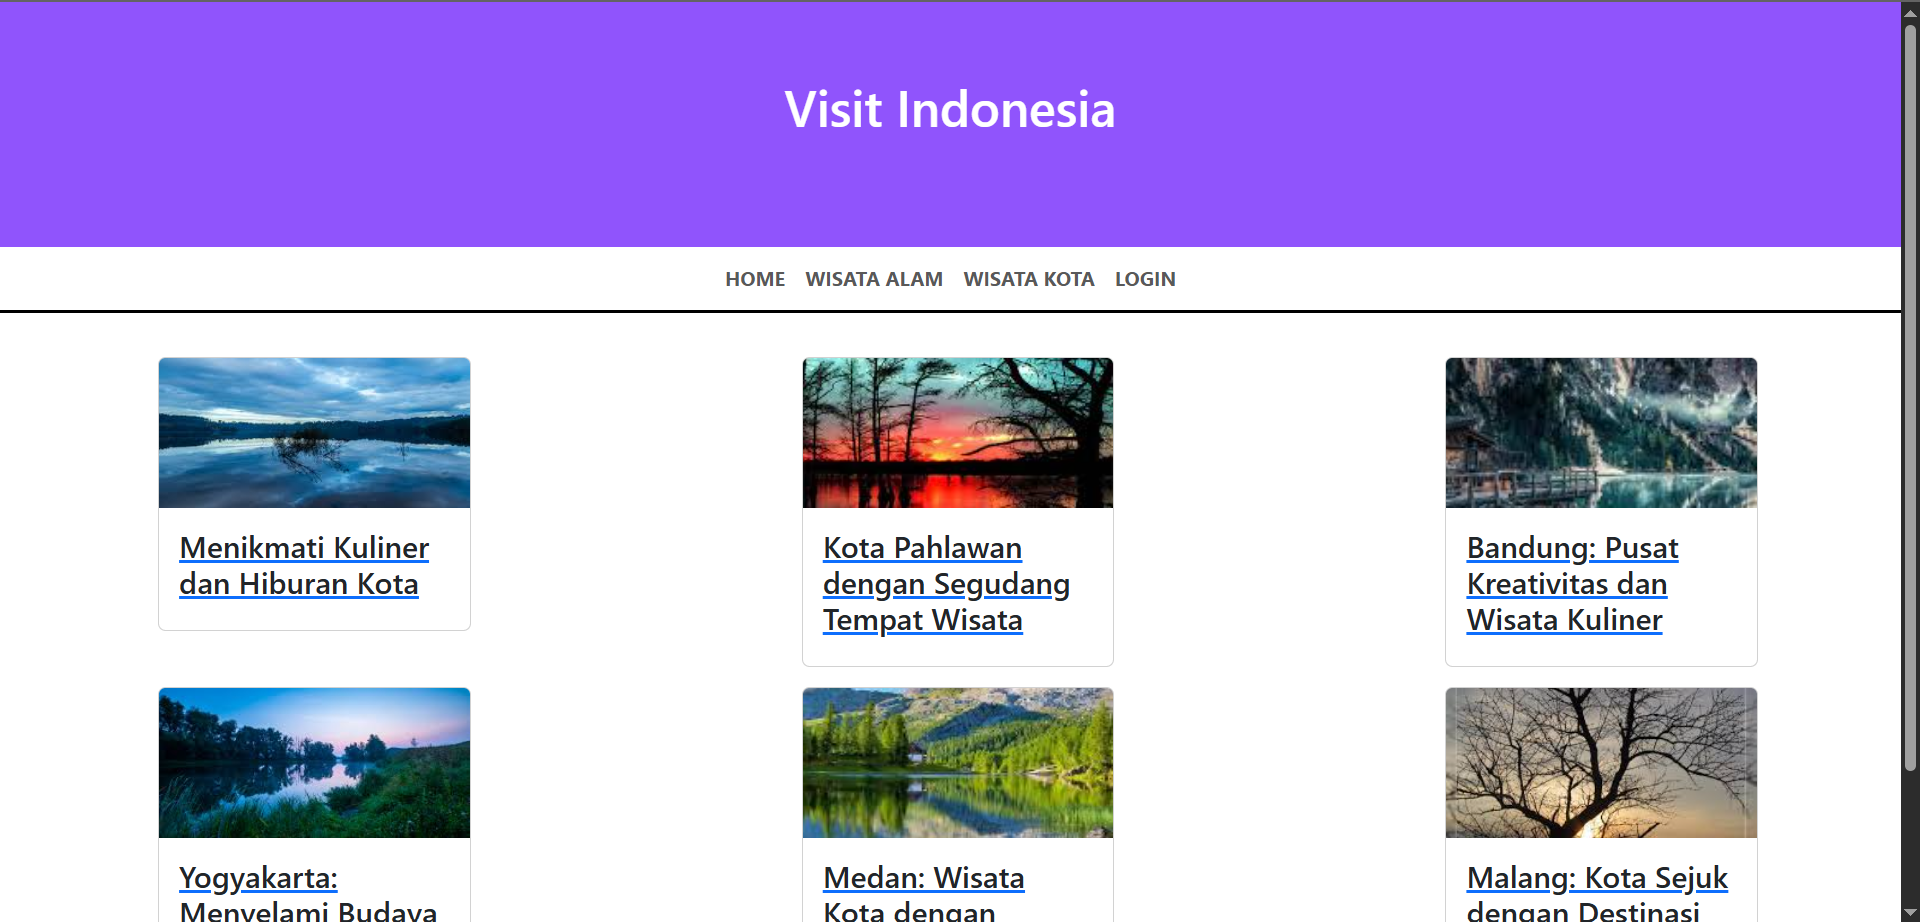 Visit Indonesia
HOME WISATA ALAM WISATA KOTA LOGIN
Menikmati Kuliner
dan Hiburan Kota
Kota Pahlawan
dengan Segudang
Tempat Wisata
Bandung: Pusat
Kreativitas dan
Wisata Kuliner
Yogyakarta:
Menyelami Budaya
Medan: Wisata
Kota dengan
Malang: Kota Sejuk
dengan Destinasi